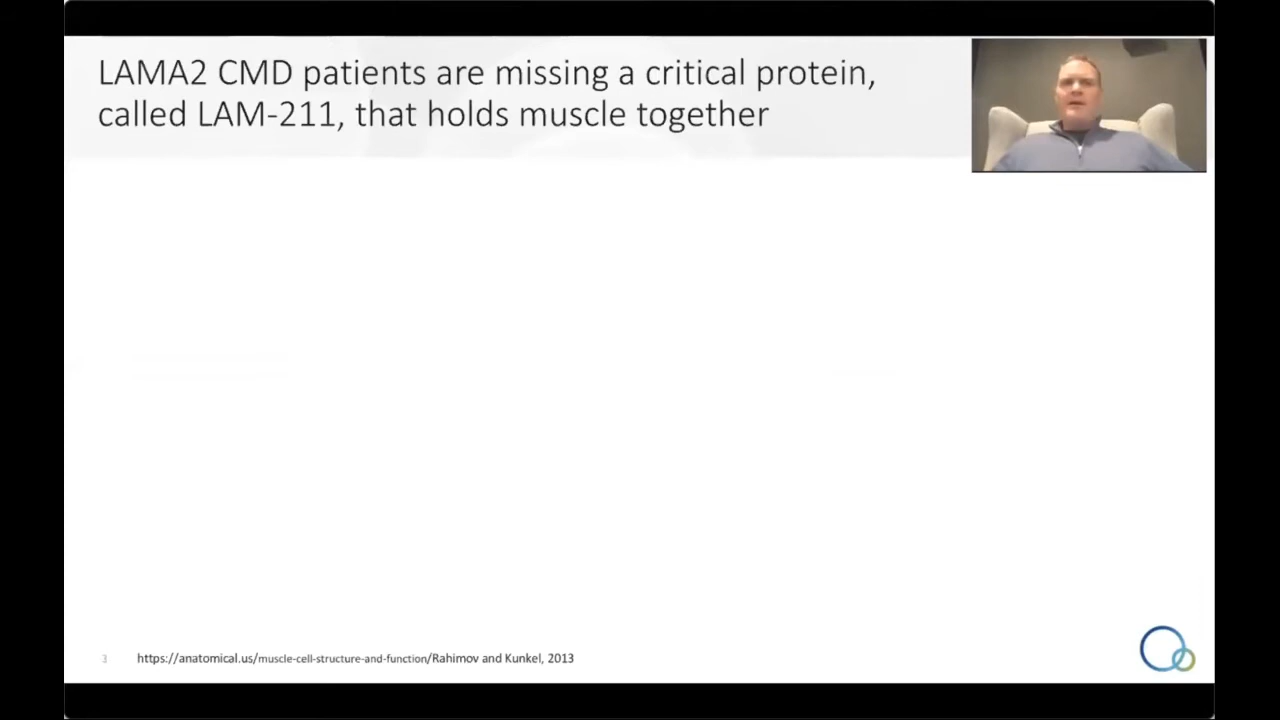 LAMA2 CMD patients are missing a critical protein,
called LAM-211, that holds muscle together
3 https://anatomical.us/muscle-cell-structure-and-function/Rahimov and Kunkel, 2013